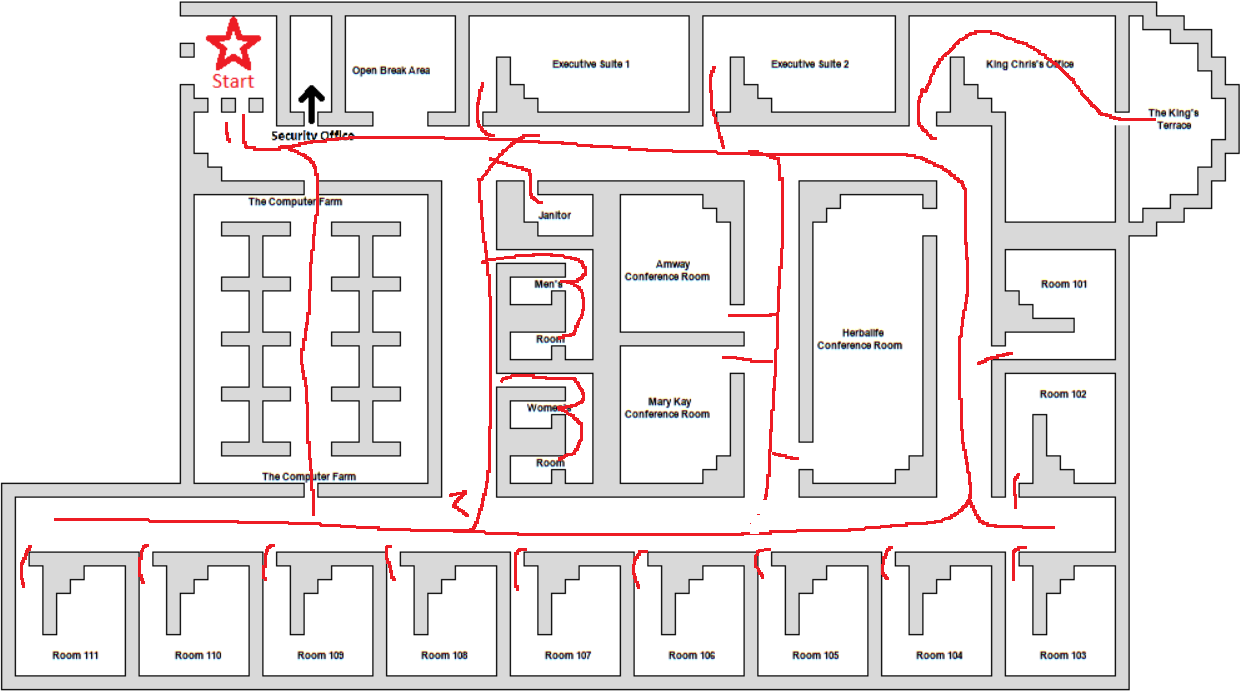 Start
Open Break Area
Executive Suite 1
Executive Suite 2
King Chris's Office
The King's
Terrace
Security Office
The Computer Farm
Janitor
Men's
Room
Women's
Room
Amway
Conference Room
Mary Kay
Conference Room
Herbalife
Conference Room
Room 101
Room 102
The Computer Farm
Room 111
Room 110
Room 109
Room 108
Room 107
Room 106
Room 105
Room 104
Room 103